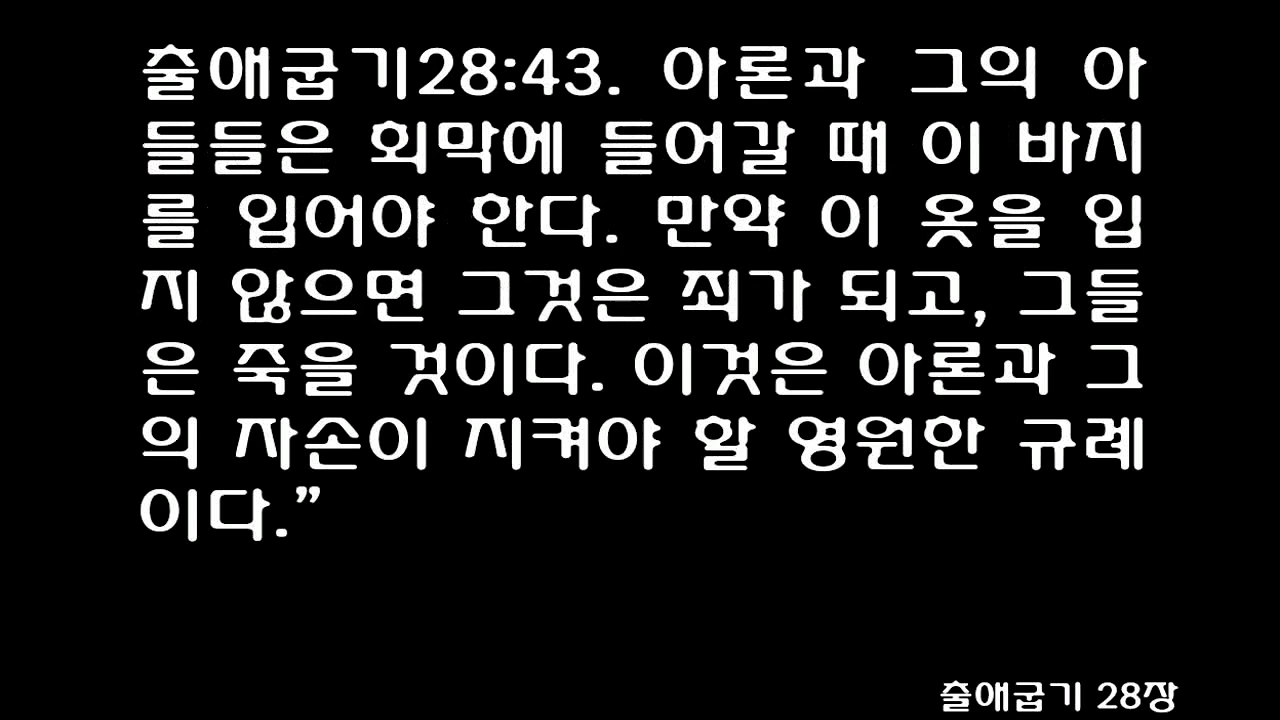 출애굽기28:43. 아론과 그의 아
들들은 회막에 들어갈 때 이 바지
를 입어야 한다. 만약 이 옷을 입
지 않으면 그것은 죄가 되고, 그들
은 죽을 것이다. 이것은 아론과 그
의 자손이 지켜야 할 영원한 규례
이다.”
출애굽기 28장